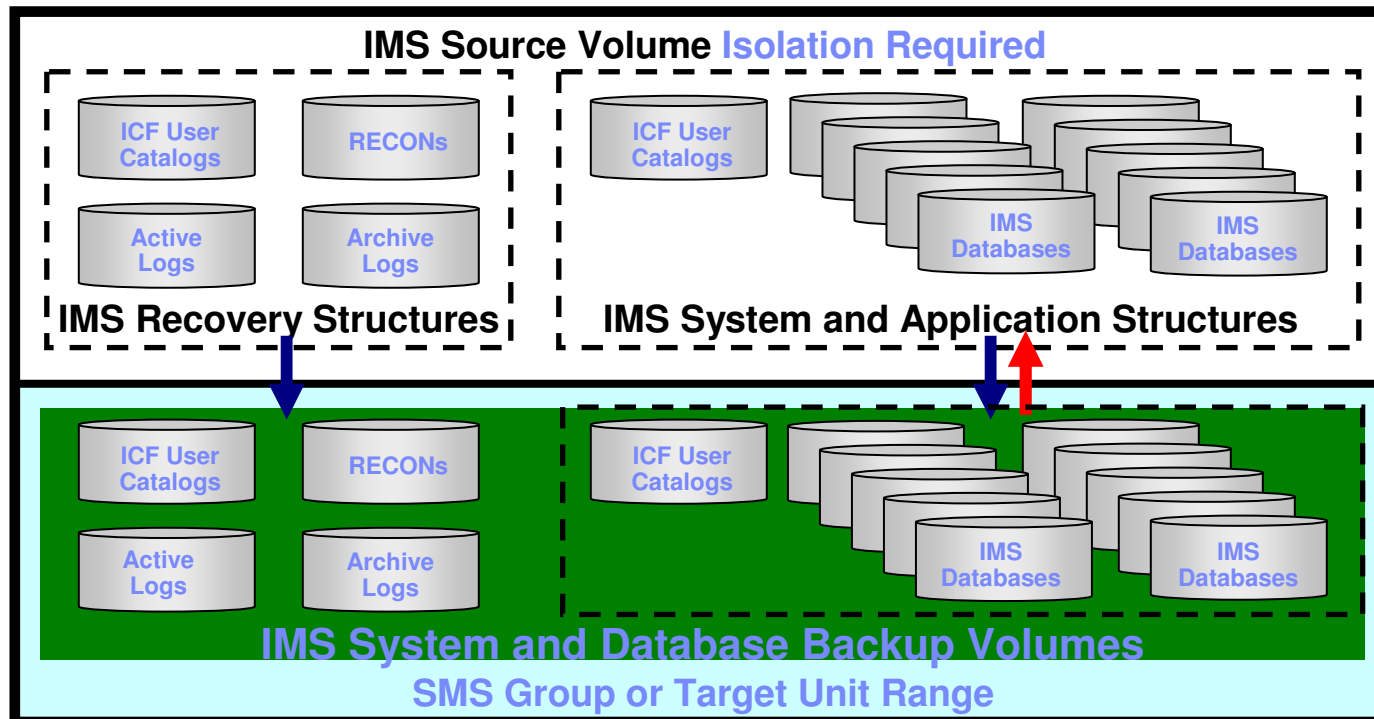 IMS Source Volume Isolation Required
ICF User
Catalogs
RECONs
Active
Logs
Archive
Logs
IMS Recovery Structures
ICF User
Catalogs
IMS
Databases
IMS
Databases
IMS System and Application Structures
ICF User
Catalogs
RECONs
Active
Logs
Archive
Logs
ICF User
Catalogs
IMS
Databases
IMS
Databases
IMS System and Database Backup Volumes
SMS Group or Target Unit Range